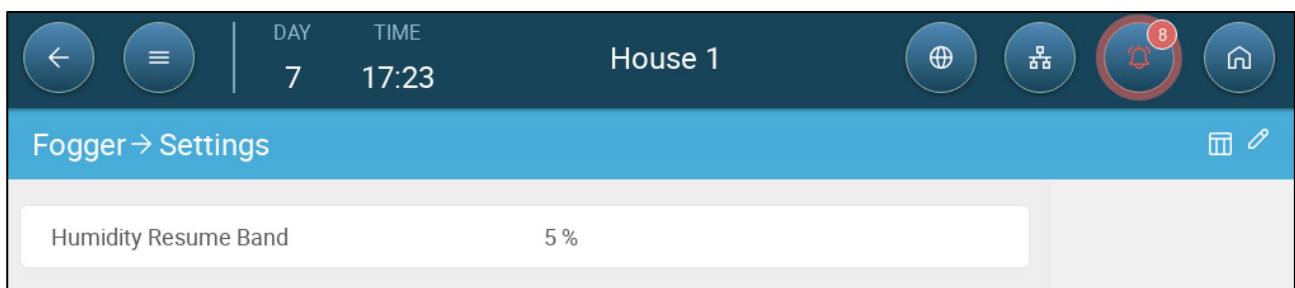 DAY TIME
7 17:23
House 1
8
Fogger → Settings
Humidity Resume Band 5 %